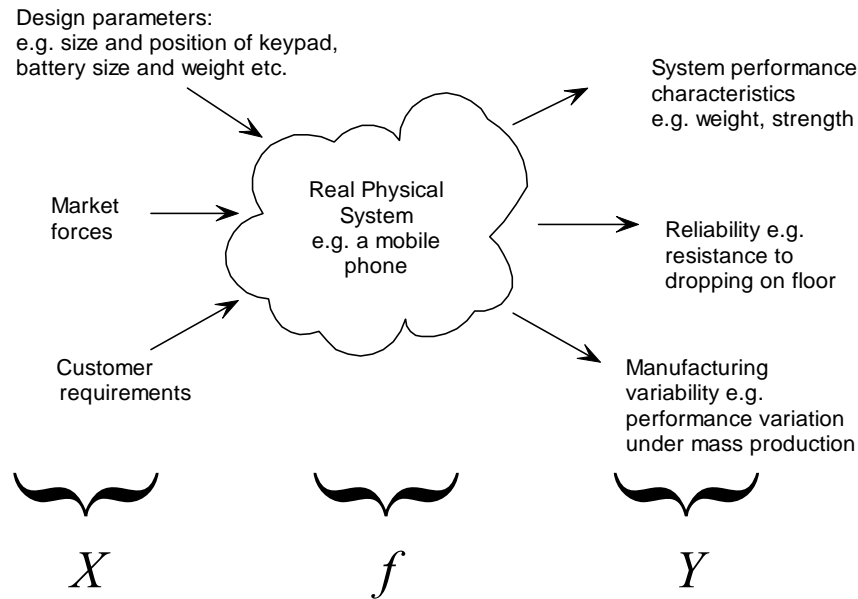 Design parameters:
e.g. size and position of keypad,
battery size and weight etc.
Market
forces
Customer
requirements
Real Physical
System
e.g. a mobile
phone
System performance
characteristics
e.g. weight, strength
Reliability e.g.
resistance to
dropping on floor
Manufacturing
variability e.g.
performance variation
under mass production
X
f
Y